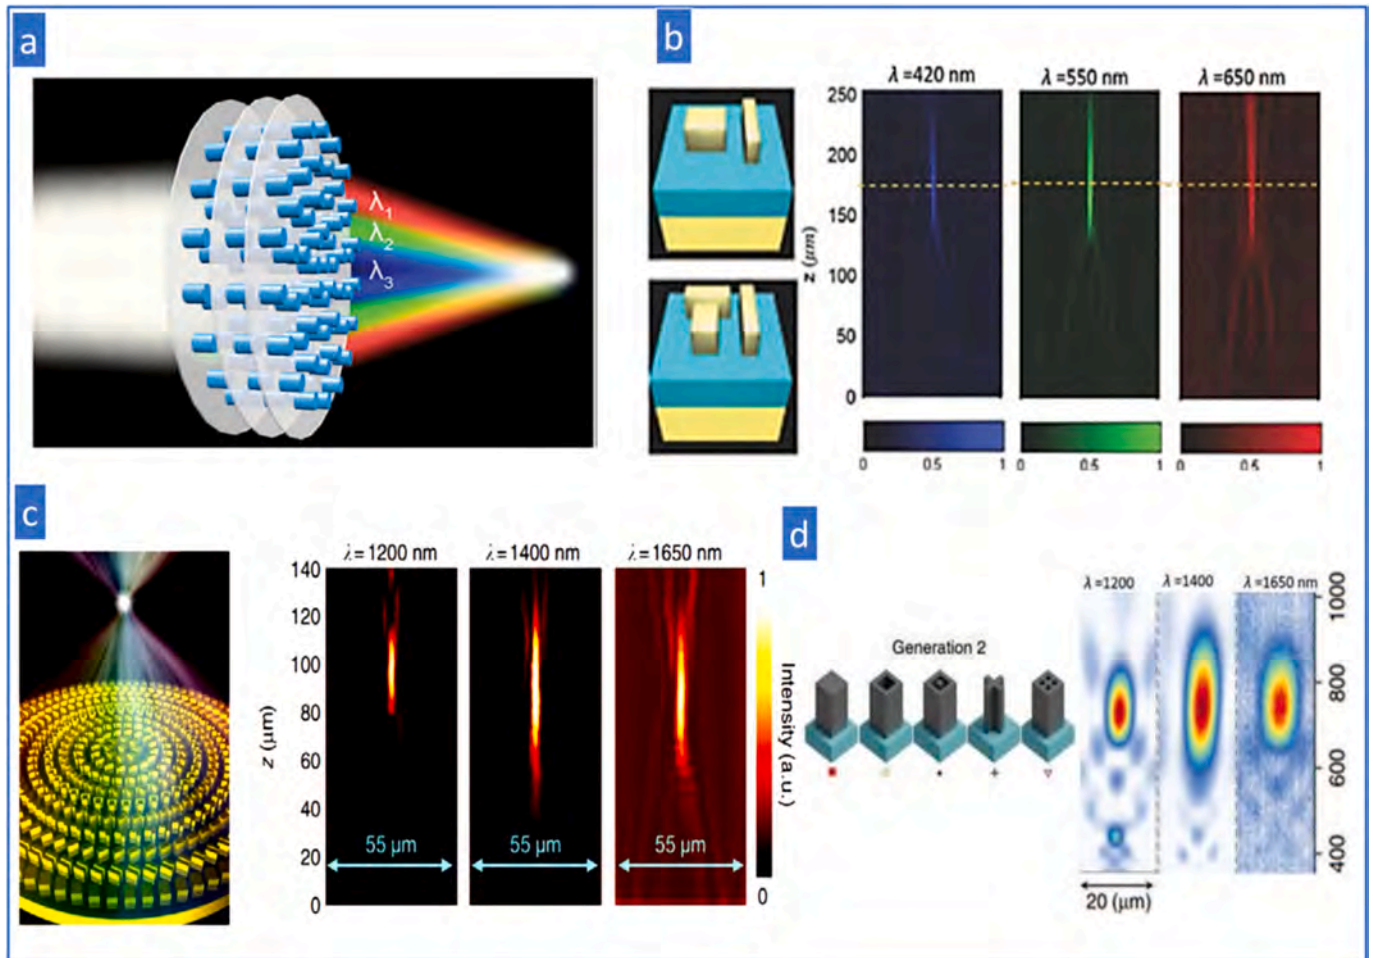 a
λ1
λ2
λ3
b
λ =420 nm
λ =550 nm
λ =650 nm
z (μm)
250
200
150
100
50
0
0 0.5 1
0 0.5 1
0 0.5 1
c
λ = 1200 nm
λ = 1400 nm
λ = 1650 nm
z (μm)
140
120
100
80
60
40
20
0
55 μm
55 μm
55 μm
1
Intensity (a.u.)
0
d
Generation 2
λ =1200
λ =1400
λ =1650 nm
1000
800
600
400
20 (μm)